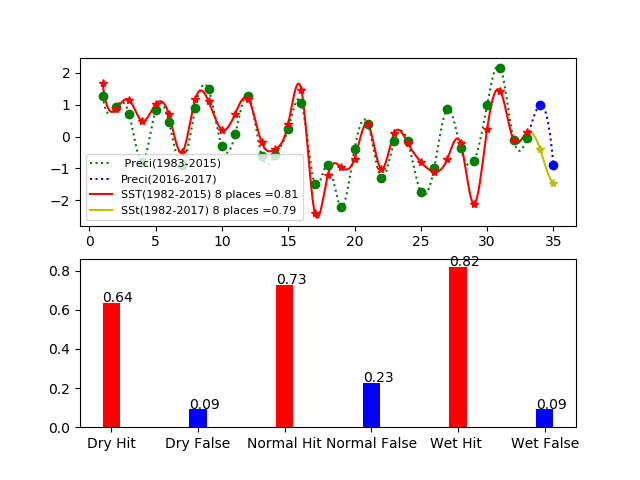 2
1
0
−1
−2
Preci(1983-2015)
Preci(2016-2017)
SST(1982-2015) 8 places =0.81
SSt(1982-2017) 8 places =0.79
0 5 10 15 20 25 30 35
0.8
0.6
0.4
0.2
0.0
0.64
0.09
0.73
0.23
0.82
0.09
Dry Hit Dry False Normal Hit Normal False Wet Hit Wet False